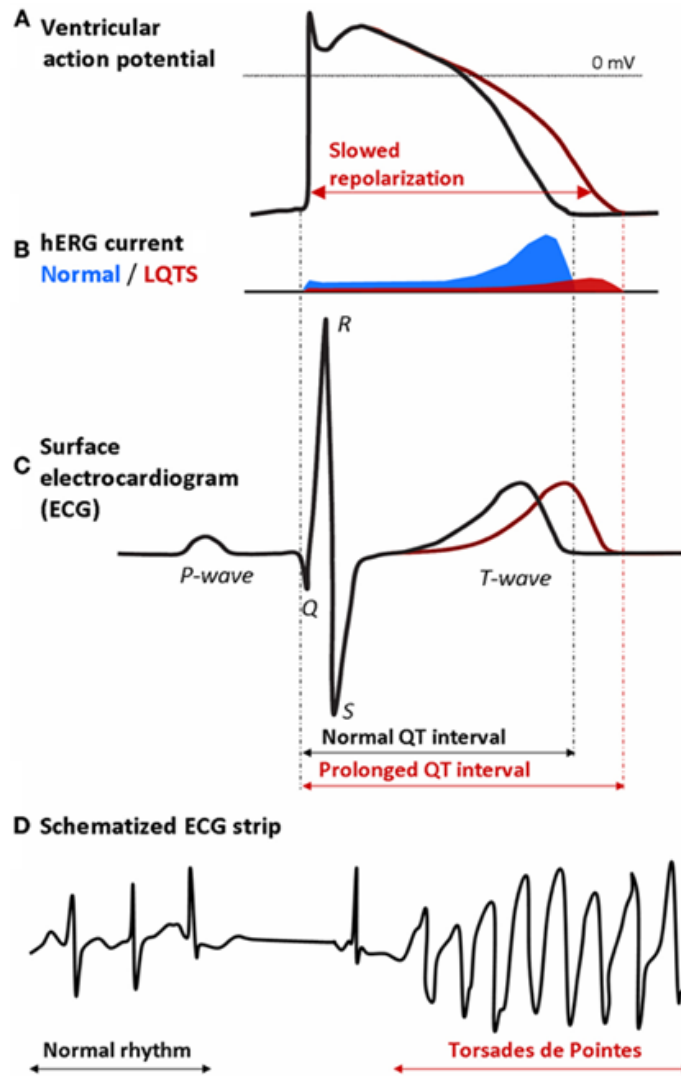 A Ventricular
action potential
0 mV
Slowed
repolarization
B hERG current
Normal / LQTS
R
C Surface
electrocardiogram
(ECG)
P-wave
Q
T-wave
S
Normal QT interval
Prolonged QT interval
D Schematized ECG strip
Normal rhythm
Torsades de Pointes